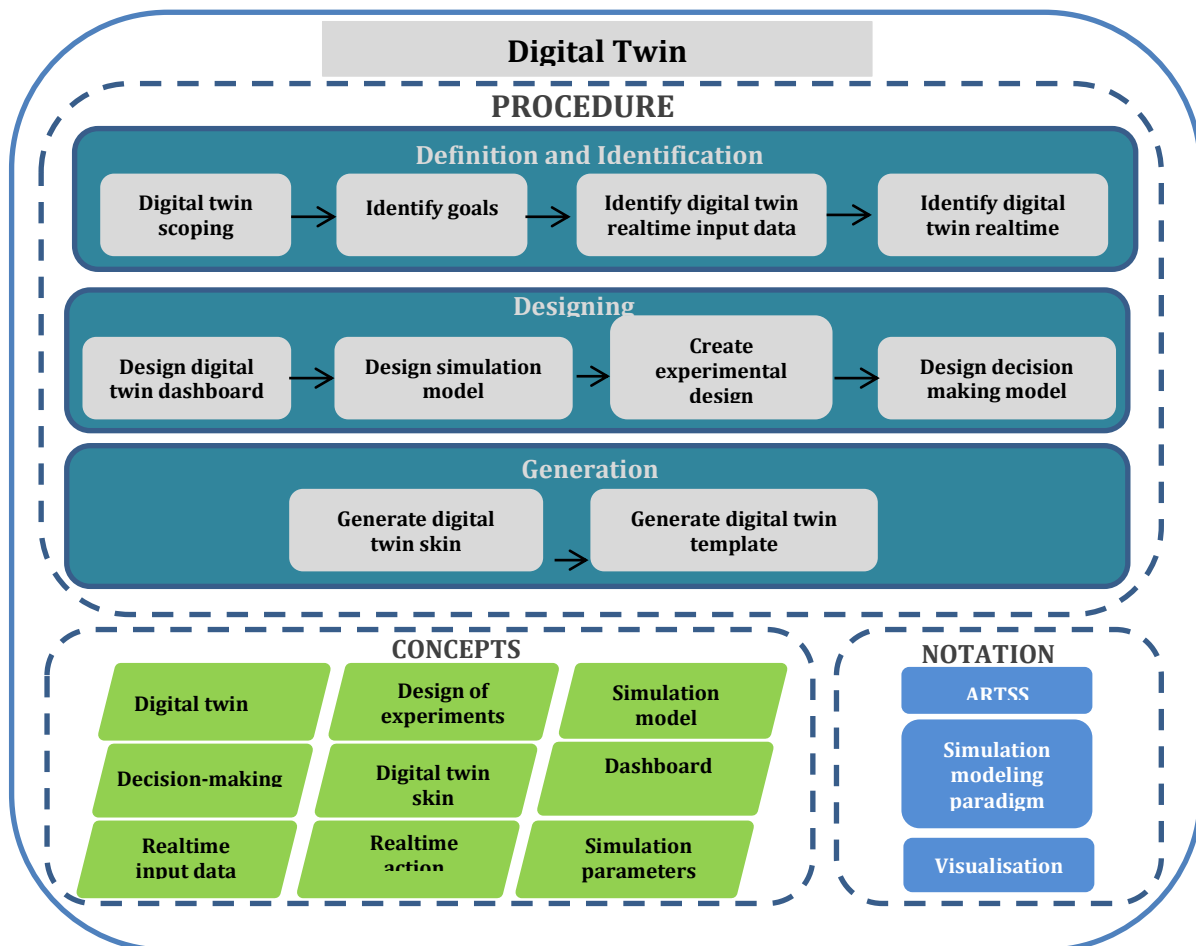 Digital Twin
PROCEDURE
Definition and Identification
Digital twin
scoping
Identify goals
Identify digital twin
realtime input data
Identify digital
twin realtime
Designing
Design digital
twin dashboard
Design simulation
model
Create
experimental
design
Design decision
making model
Generation
Generate digital
twin skin
Generate digital twin
template
CONCEPTS
Digital twin
Design of
experiments
Simulation
model
Decision-making
Digital twin
skin
Dashboard
Realtime
input data
Realtime
action
Simulation
parameters
NOTATION
ARTSS
Simulation
modeling
paradigm
Visualisation